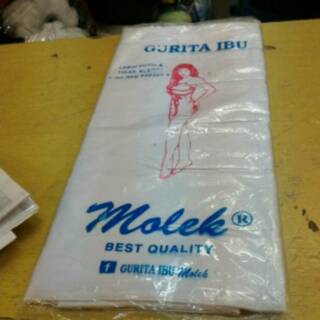 GURITA IBU
Molek®
BEST QUALITY
f GURITA IBU Molek